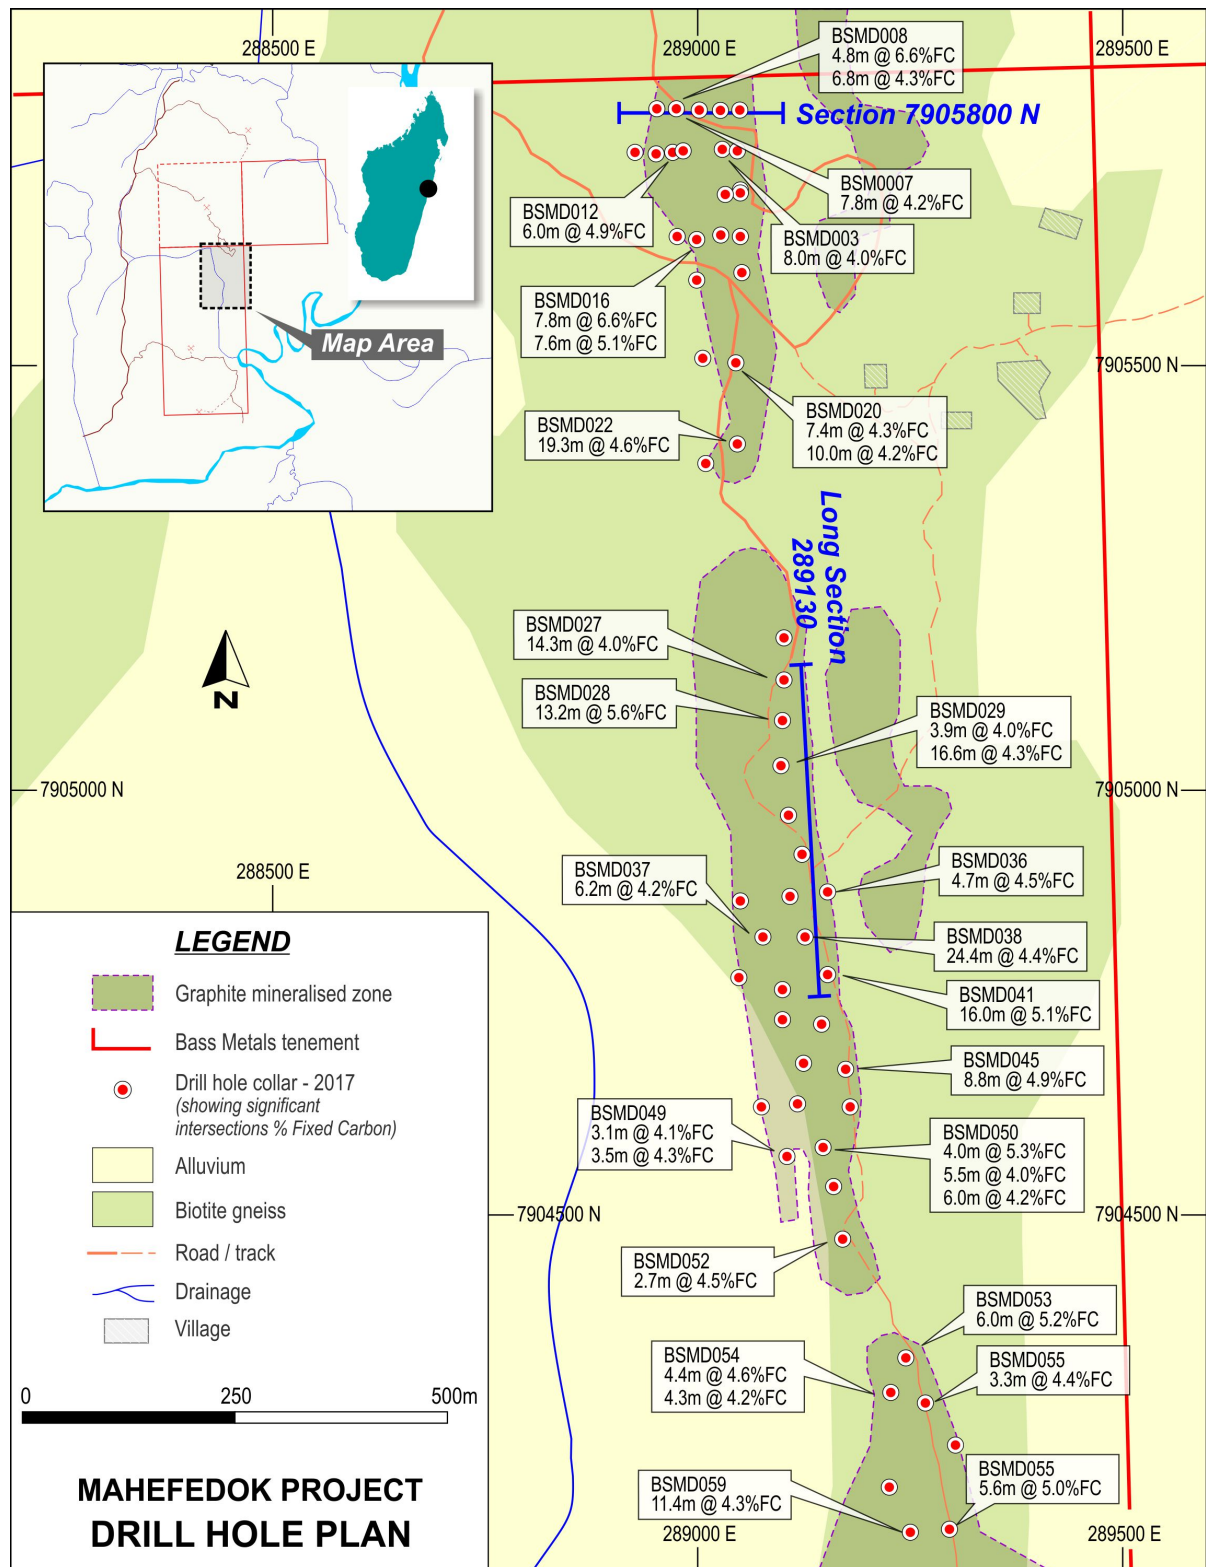 288500 E
289000 E
289500 E
BSMD008
4.8m @ 6.6%FC
6.8m @ 4.3%FC
Section 7905800 N
BSM0007
7.8m @ 4.2%FC
BSMD012
6.0m @ 4.9%FC
BSMD003
8.0m @ 4.0%FC
BSMD016
7.8m @ 6.6%FC
7.6m @ 5.1%FC
Map Area
7905500 N
BSMD020
7.4m @ 4.3%FC
10.0m @ 4.2%FC
BSMD022
19.3m @ 4.6%FC
Long Section
289130
BSMD027
14.3m @ 4.0%FC
N
BSMD028
13.2m @ 5.6%FC
BSMD029
3.9m @ 4.0%FC
16.6m @ 4.3%FC
7905000 N
7905000 N
288500 E
BSMD037
6.2m @ 4.2%FC
BSMD036
4.7m @ 4.5%FC
BSMD038
24.4m @ 4.4%FC
BSMD041
16.0m @ 5.1%FC
BSMD045
8.8m @ 4.9%FC
BSMD049
3.1m @ 4.1%FC
3.5m @ 4.3%FC
BSMD050
4.0m @ 5.3%FC
5.5m @ 4.0%FC
6.0m @ 4.2%FC
7904500 N
7904500 N
BSMD052
2.7m @ 4.5%FC
BSMD053
6.0m @ 5.2%FC
BSMD054
4.4m @ 4.6%FC
4.3m @ 4.2%FC
BSMD055
3.3m @ 4.4%FC
BSMD059
11.4m @ 4.3%FC
BSMD055
5.6m @ 5.0%FC
289000 E
289500 E
LEGEND
Graphite mineralised zone
Bass Metals tenement
Drill hole collar - 2017
(showing significant
intersections % Fixed Carbon)
Alluvium
Biotite gneiss
Road / track
Drainage
Village
0 250 500m
MAHEFEDOK PROJECT
DRILL HOLE PLAN